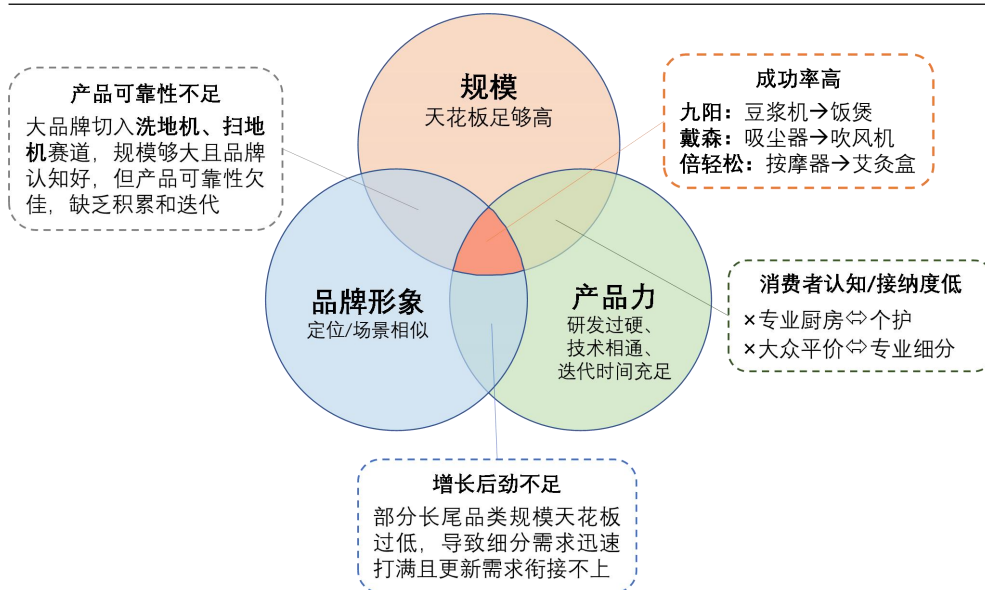 规模
天花板足够高
产品可靠性不足
大品牌切入洗地机、扫地
机赛道，规模够大且品牌
认知好，但产品可靠性欠
佳，缺乏积累和迭代
成功率高
九阳：豆浆机→饭煲
戴森：吸尘器→吹风机
倍轻松：按摩器→艾灸盒
品牌形象
定位/场景相似
产品力
研发过硬、
技术相通、
迭代时间充足
消费者认知/接纳度低
×专业厨房⇔个护
×大众平价⇔专业细分
增长后劲不足
部分长尾品类规模天花板
过低，导致细分需求迅速
打满且更新需求衔接不上